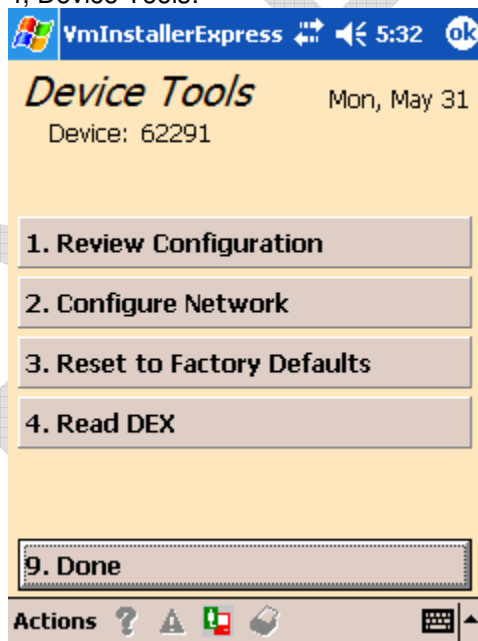 VmInstallerExpress 5:32 ok
Device Tools Mon, May 31
Device: 62291
1. Review Configuration
2. Configure Network
3. Reset to Factory Defaults
4. Read DEX
9. Done
Actions